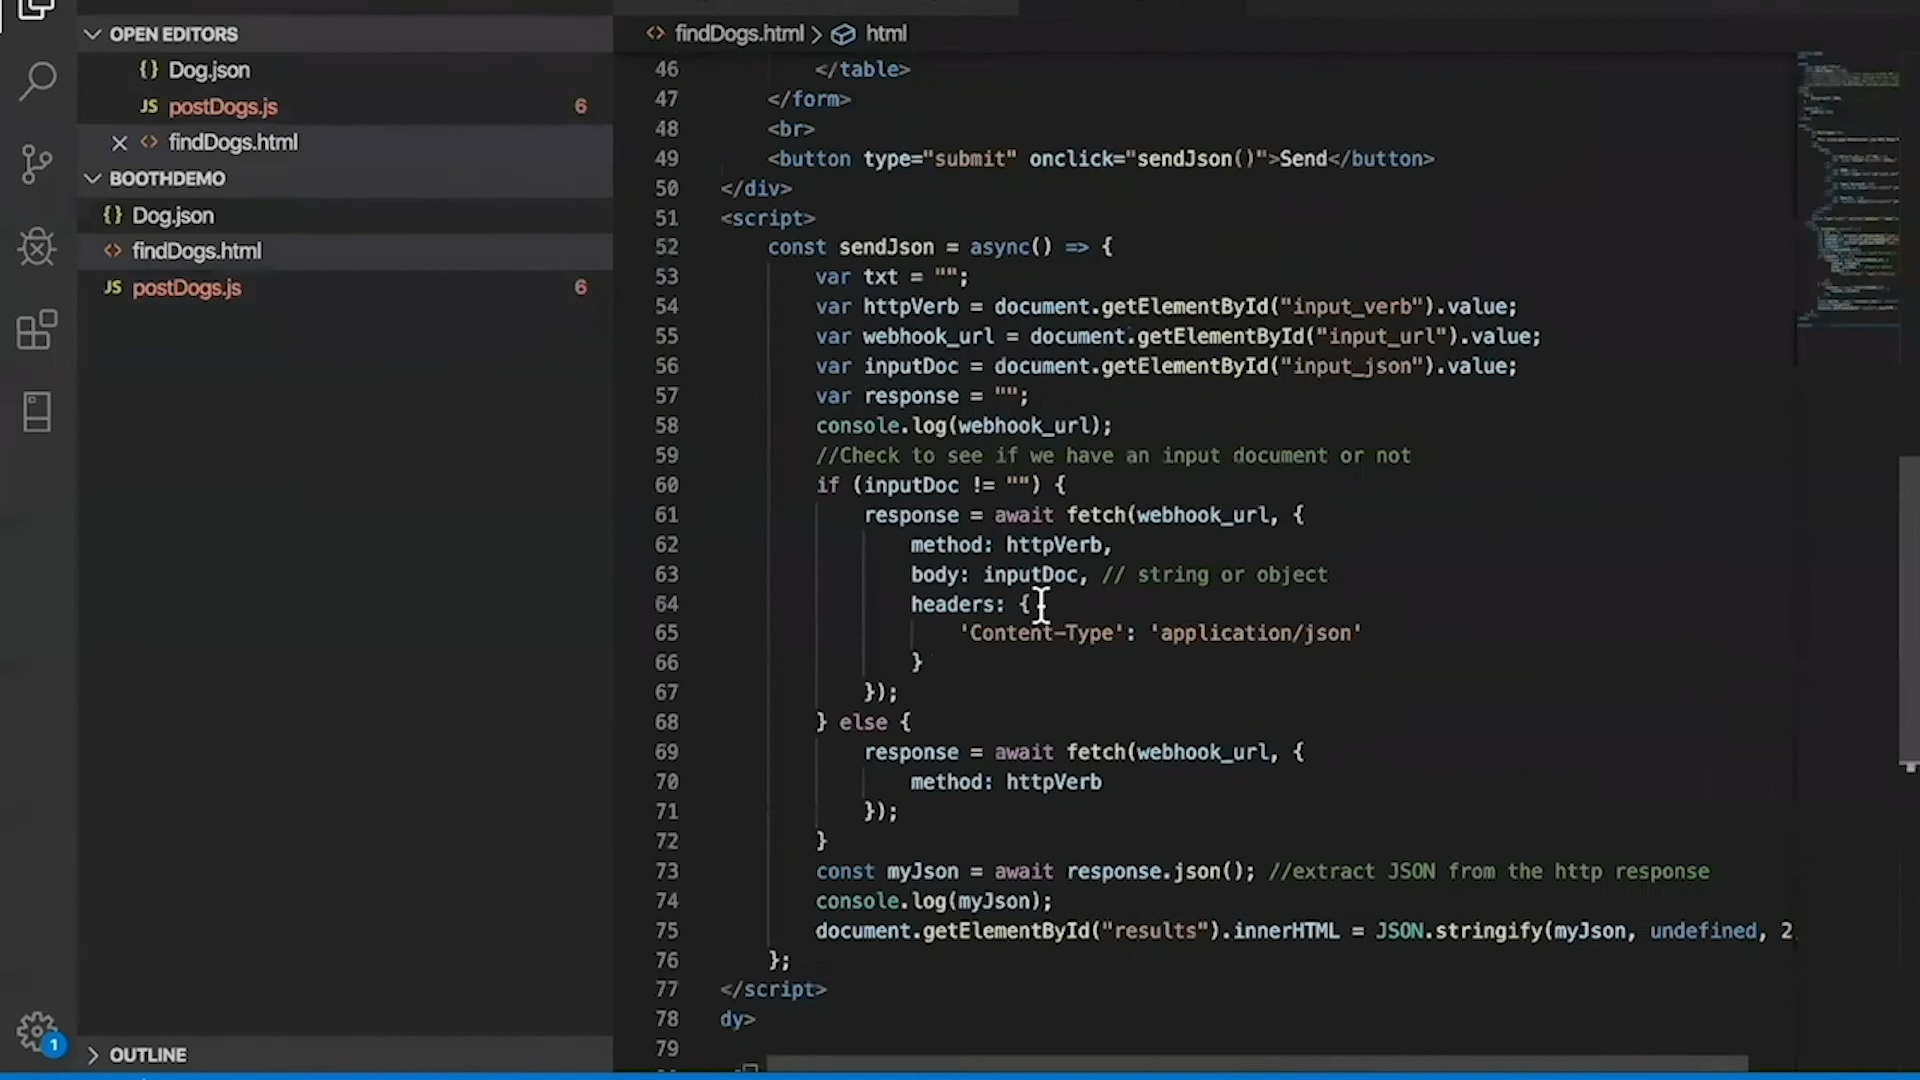 OPEN EDITORS
{} Dog.json
JS postDogs.js 6
<> findDogs.html
BOOTHDEMO
{} Dog.json
<> findDogs.html
JS postDogs.js 6
OUTLINE
1
<> findDogs.html > html
46 </table>
47 </form>
48 <br>
49 <button type="submit" onclick="sendJson()">Send</button>
50 </div>
51 <script>
52 const sendJson = async() => {
53 var txt = "";
54 var httpVerb = document.getElementById("input_verb").value;
55 var webhook_url = document.getElementById("input_url").value;
56 var inputDoc = document.getElementById("input_json").value;
57 var response = "";
58 console.log(webhook_url);
59 //Check to see if we have an input document or not
60 if (inputDoc != "") {
61 response = await fetch(webhook_url, {
62 method: httpVerb,
63 body: inputDoc, // string or object
64 headers: {
65 'Content-Type': 'application/json'
66 }
67 });
68 } else {
69 response = await fetch(webhook_url, {
70 method: httpVerb
71 });
72 }
73 const myJson = await response.json(); //extract JSON from the http response
74 console.log(myJson);
75 document.getElementById("results").innerHTML = JSON.stringify(myJson, undefined, 2
76 };
77 </script>
78 dy>
79